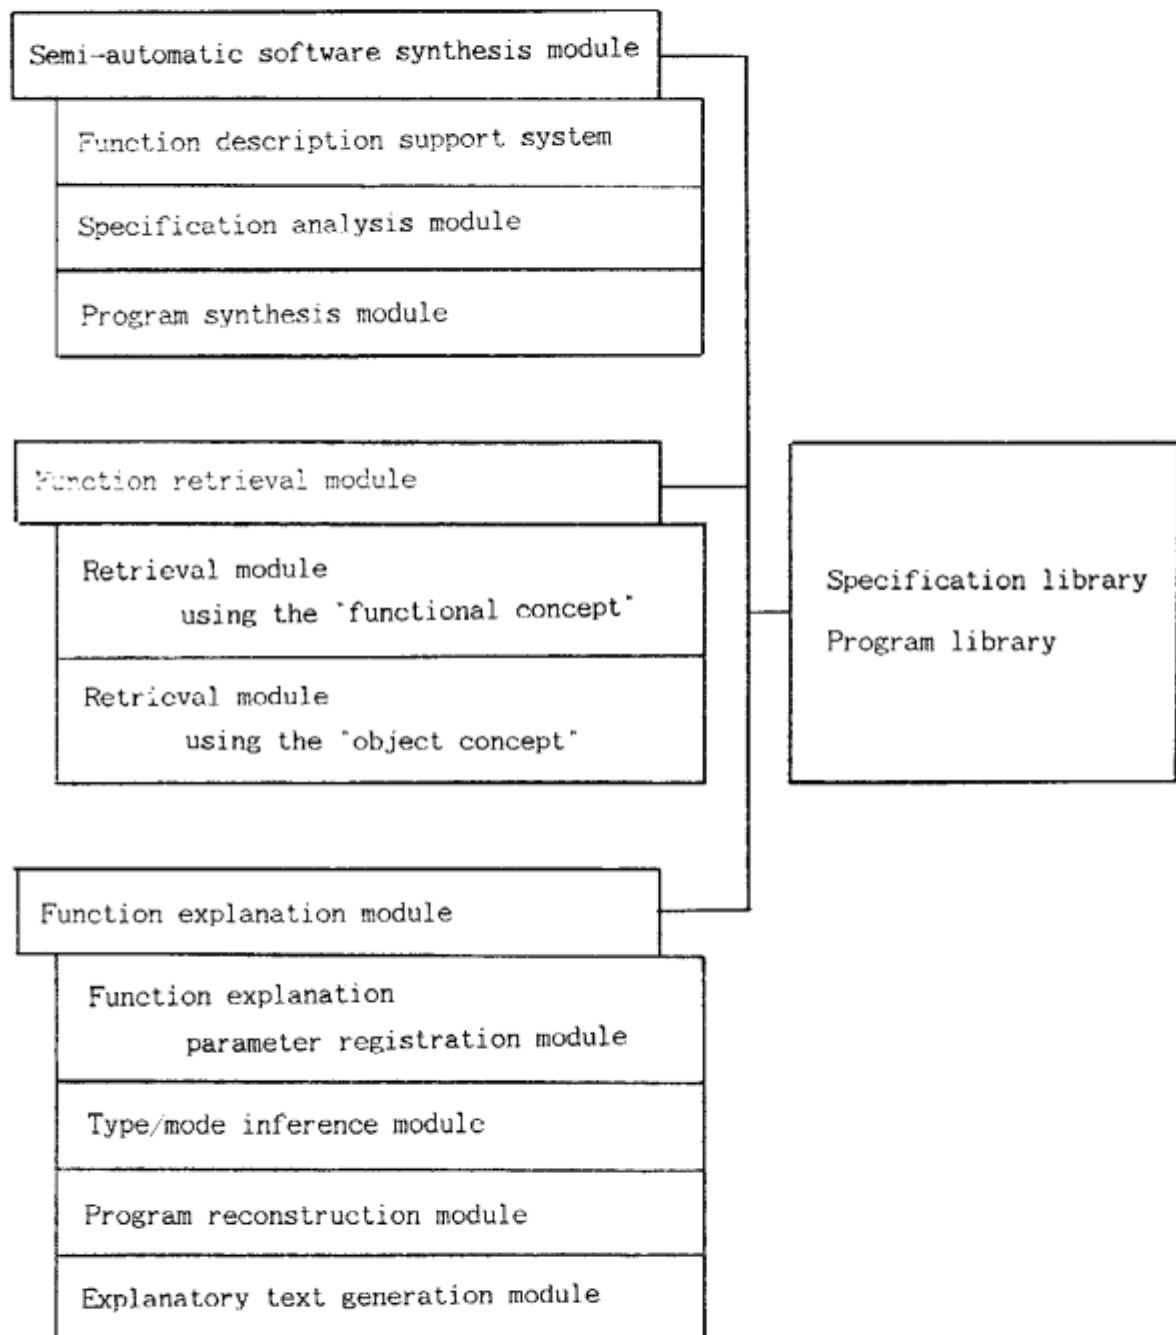 Semi-automatic software synthesis module
Function description support system
Specification analysis module
Program synthesis module
Function retrieval module
Retrieval module
using the "functional concept"
Retrieval module
using the "object concept"
Specification library
Program library
Function explanation module
Function explanation
parameter registration module
Type/mode inference module
Program reconstruction module
Explanatory text generation module